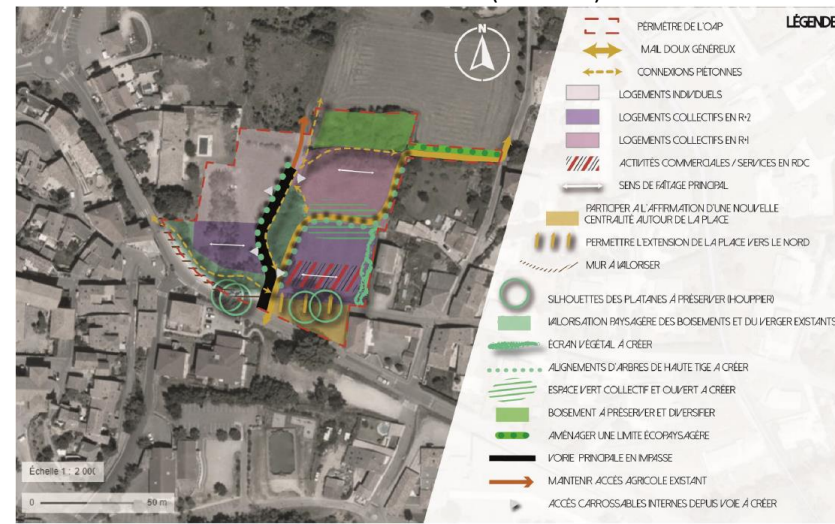 LÉGENDE
N
PÉRIMÈTRE DE L'OAP
MAIL DOUX GÉNÉREUX
CONNEXIONS PIÉTONNES
LOGEMENTS INDIVIDUELS
LOGEMENTS COLLECTIFS EN R+2
LOGEMENTS COLLECTIFS EN R+1
ACTIVITÉS COMMERCIALES / SERVICES EN RDC
SENS DE FAÎTAGE PRINCIPAL
PARTICIPER A L'AFFIRMATION D'UNE NOUVELLE
CENTRALITÉ AUTOUR DE LA PLACE
PERMETTRE L'EXTENSION DE LA PLACE VERS LE NORD
MUR À VALORISER
SILHOUETTES DES PLATANES À PRÉSERVER (HOUPPIER)
VALORISATION PAYSAGÈRE DES BOISEMENTS ET DU VERGER EXISTANTS
ÉCRAN VÉGÉTAL À CRÉER
ALIGNEMENTS D'ARBRES DE HAUTE TIGE A CRÉER
ESPACE VERT COLLECTIF ET OUVERT A CRÉER
BOISEMENT À PRÉSERVER ET DIVERSIFIER
AMÉNAGER UNE LIMITE ÉCOPAYSAGÈRE
VOIRIE PRINCIPALE EN IMPASSE
MAINTENIR ACCÈS AGRICOLE EXISTANT
ACCÈS CARROSSABLES INTERNES DEPUIS VOIE À CRÉER
Échelle 1 : 2 000
0 50 m